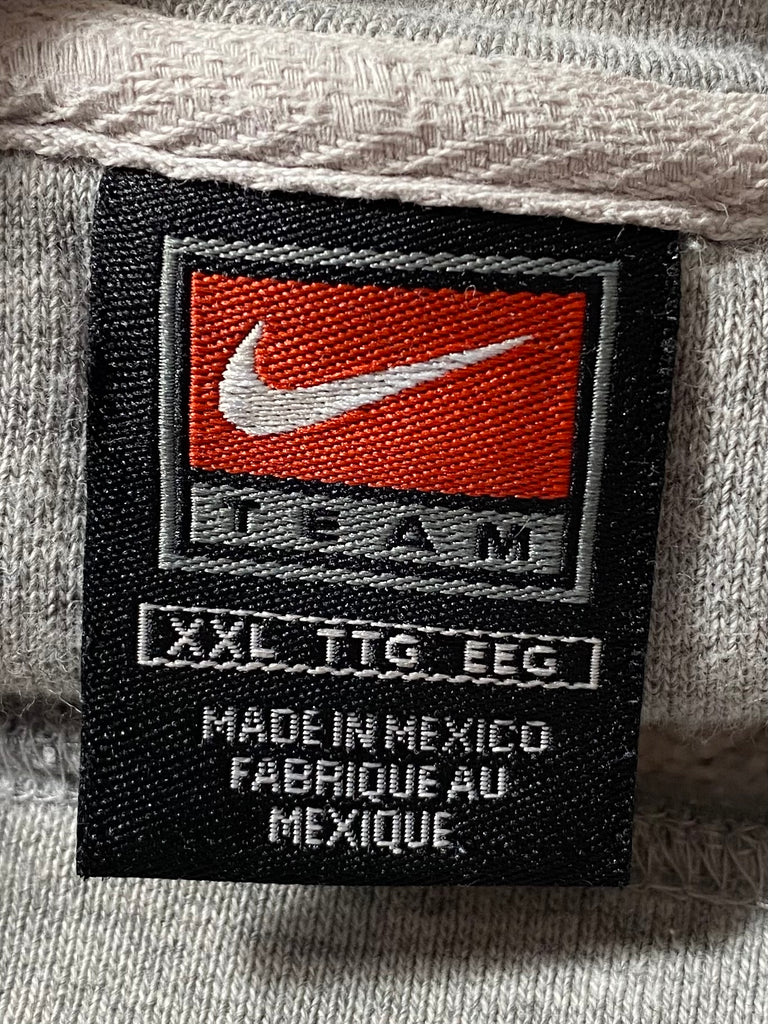 TEAM
XXL TTG EEG
MADE IN MEXICO
FABRIQUE AU
MEXIQUE